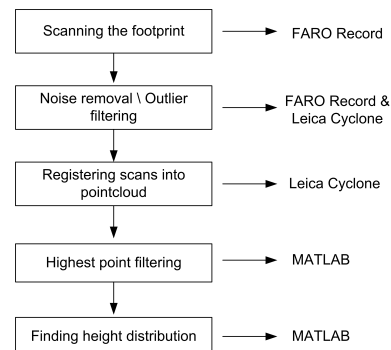 Scanning the footprint
FARO Record
Noise removal \ Outlier
filtering
FARO Record &
Leica Cyclone
Registering scans into
pointcloud
Leica Cyclone
Highest point filtering
MATLAB
Finding height distribution
MATLAB